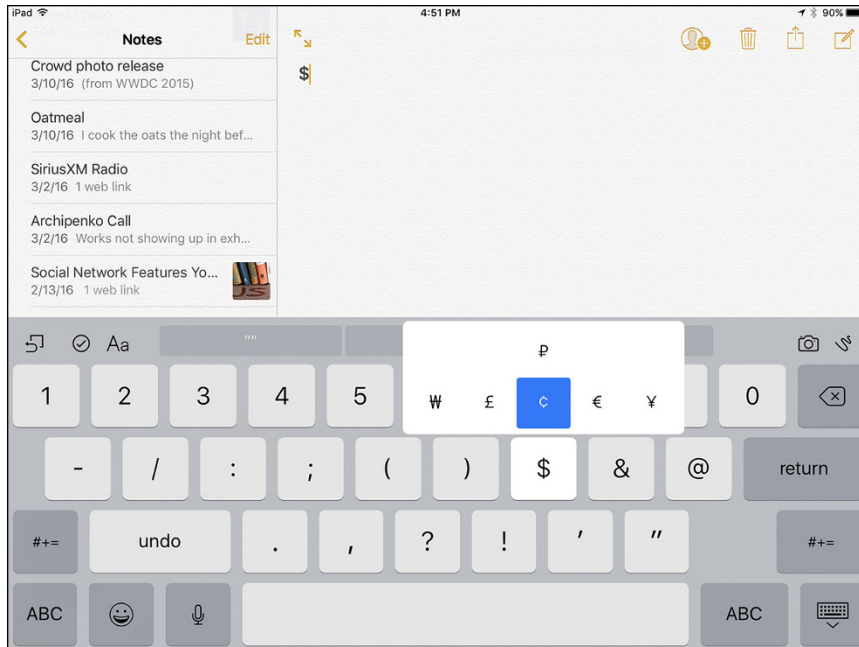 iPad 4:51 PM 90%
Notes Edit
Crowd photo release
3/10/16 (from WWDC 2015)
$
Oatmeal
3/10/16 I cook the oats the night bef...
SiriusXM Radio
3/2/16 1 web link
Archipenko Call
3/2/16 Works not showing up in exh...
Social Network Features Yo...
2/13/16 1 web link
JS
Aa ""
₽
₩ £ ¢ € ¥
1 2 3 4 5 0
- / : ; ( ) $ & @ return
#+= undo . , ? ! ' " #+=
ABC ABC